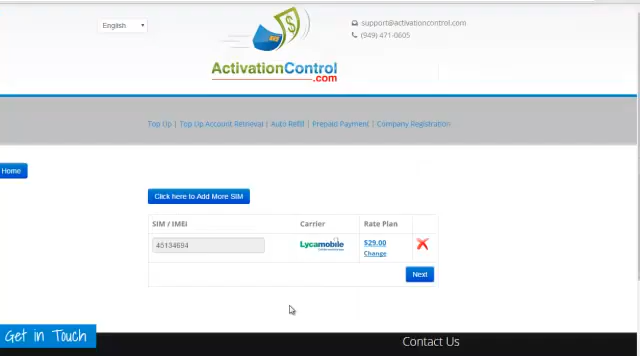 English
support@activationcontrol.com
(949) 471-0605
ActivationControl
.com
Top Up | Top Up Account Retrieval | Auto Refill | Prepaid Payment | Company Registration
Home
Click here to Add More SIM
SIM / IMEI Carrier Rate Plan
45134694 Lycamobile $29.00
Change
Next
Get in Touch
Contact Us